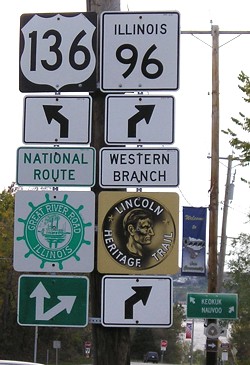 136
ILLINOIS
96
NATIONAL
ROUTE
WESTERN
BRANCH
GREAT RIVER ROAD
ILLINOIS
LINCOLN
HERITAGE TRAIL
KEOKUK
NAUVOO